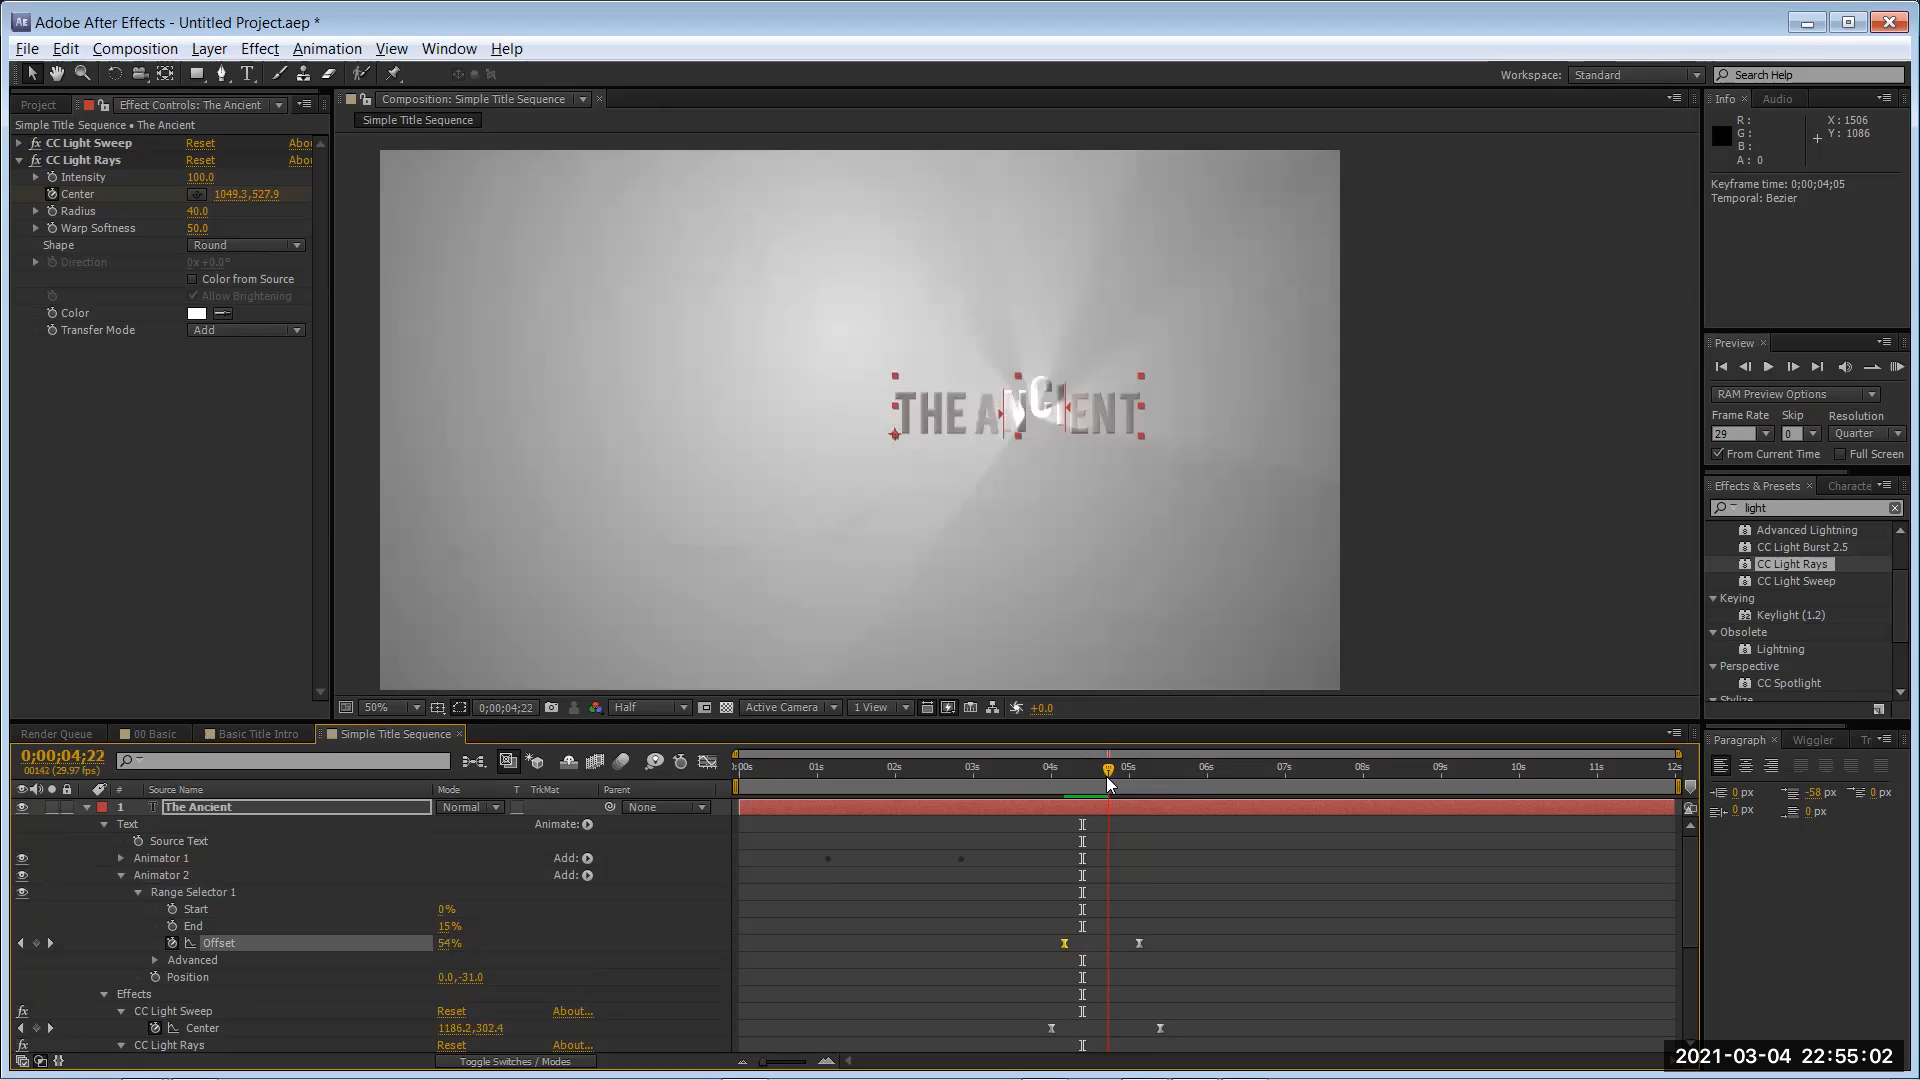 Adobe After Effects - Untitled Project.aep *
File Edit Composition Layer Effect Animation View Window Help
Workspace: Standard Search Help
Project Effect Controls: The Ancient
Composition: Simple Title Sequence
Info Audio
Simple Title Sequence • The Ancient
Simple Title Sequence
R: X: 1506
G: Y: 1086
B:
A: 0
fx CC Light Sweep Reset Abou
fx CC Light Rays Reset Abou
Intensity 100.0
Center 1049.3,527.9
Radius 40.0
Warp Softness 50.0
Shape Round
Direction 0x +0.0°
Color from Source
Allow Brightening
Color
Transfer Mode Add
Keyframe time: 0;00;04;05
Temporal: Bezier
THE ANCIENT
Preview
RAM Preview Options
Frame Rate Skip Resolution
29 0 Quarter
From Current Time Full Screen
Effects & Presets Characte
light
Advanced Lightning
CC Light Burst 2.5
CC Light Rays
CC Light Sweep
Keying
Keylight (1.2)
Obsolete
Lightning
Perspective
CC Spotlight
Stylize
50% 0;00;04;22 Half Active Camera 1 View +0.0
Render Queue 00 Basic Basic Title Intro Simple Title Sequence
Paragraph Wiggler Tr
0;00;04;22
00142 (29.97 fps)
):00s 01s 02s 03s 04s 05s 06s 07s 08s 09s 10s 11s 12s
0 px -58 px 0 px
0 px 0 px
# Source Name Mode T TrkMat Parent
1 T The Ancient Normal None
Text Animate:
Source Text
Animator 1 Add:
Animator 2 Add:
Range Selector 1
Start 0%
End 15%
Offset 54%
Advanced
Position 0.0,-31.0
Effects
fx CC Light Sweep Reset About...
Center 1186.2,302.4
fx CC Light Rays Reset About...
Toggle Switches / Modes
2021-03-04 22:55:02